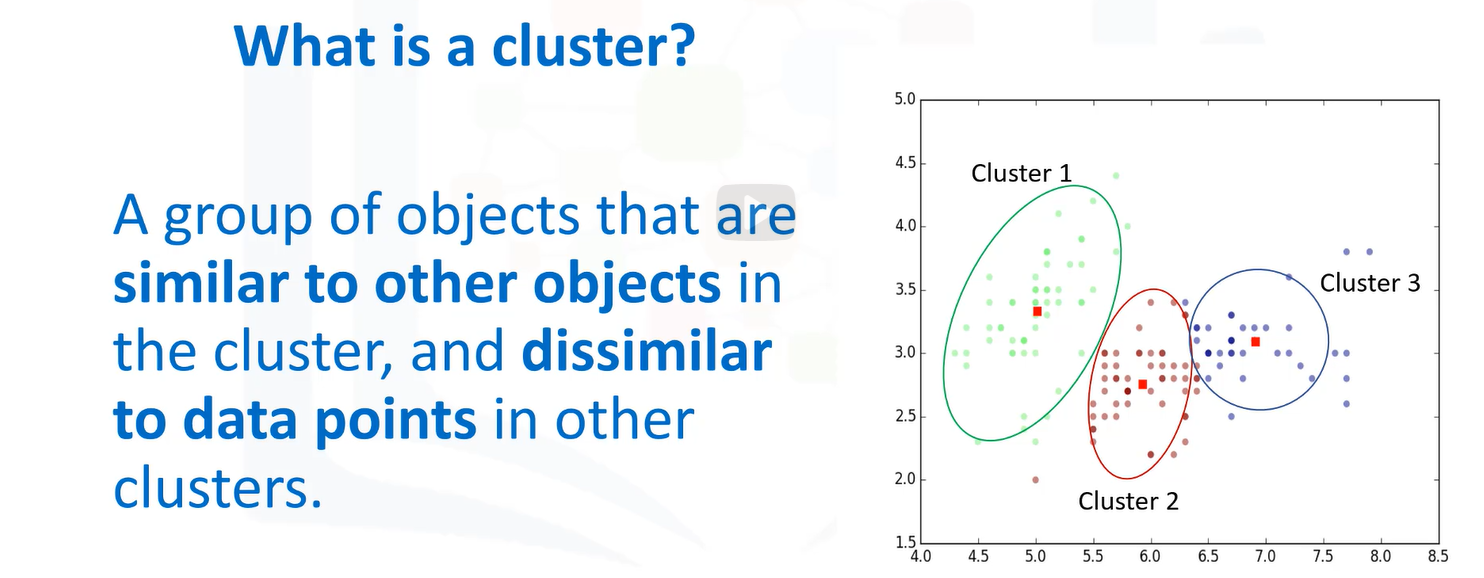 What is a cluster?
A group of objects that are
similar to other objects in
the cluster, and dissimilar
to data points in other
clusters.
5.0
4.5
Cluster 1
4.0
3.5
Cluster 3
3.0
2.5
2.0
Cluster 2
1.5
4.0 4.5 5.0 5.5 6.0 6.5 7.0 7.5 8.0 8.5